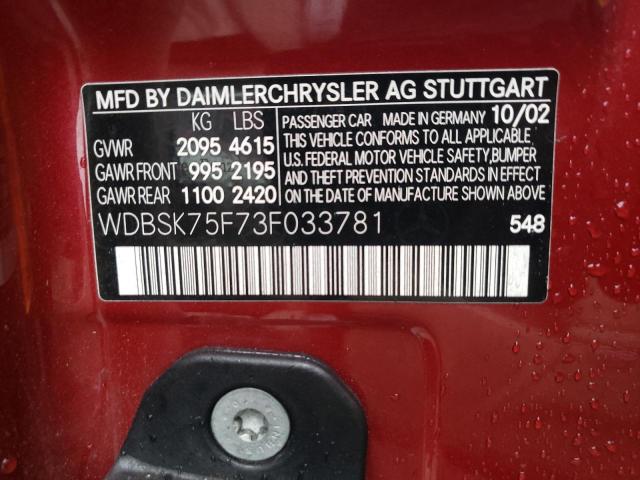 MFD BY DAIMLERCHRYSLER AG STUTTGART
KG LBS
GVWR 2095 4615
GAWR FRONT 995 2195
GAWR REAR 1100 2420
PASSENGER CAR MADE IN GERMANY 10/02
THIS VEHICLE CONFORMS TO ALL APPLICABLE
U.S. FEDERAL MOTOR VEHICLE SAFETY,BUMPER
AND THEFT PREVENTION STANDARDS IN EFFECT
ON THE DATE OF MANUFACTURE SHOWN ABOVE.
WDBSK75F73F033781 548